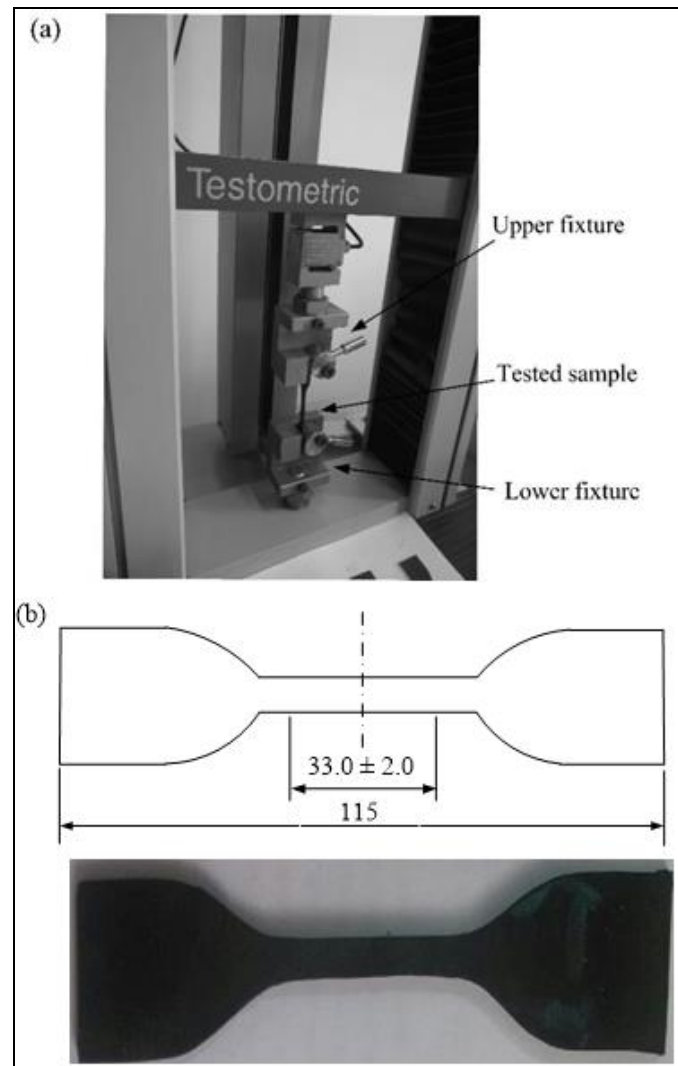 (a)
Testometric
Upper fixture
Tested sample
Lower fixture
(b)
33.0 ± 2.0
115